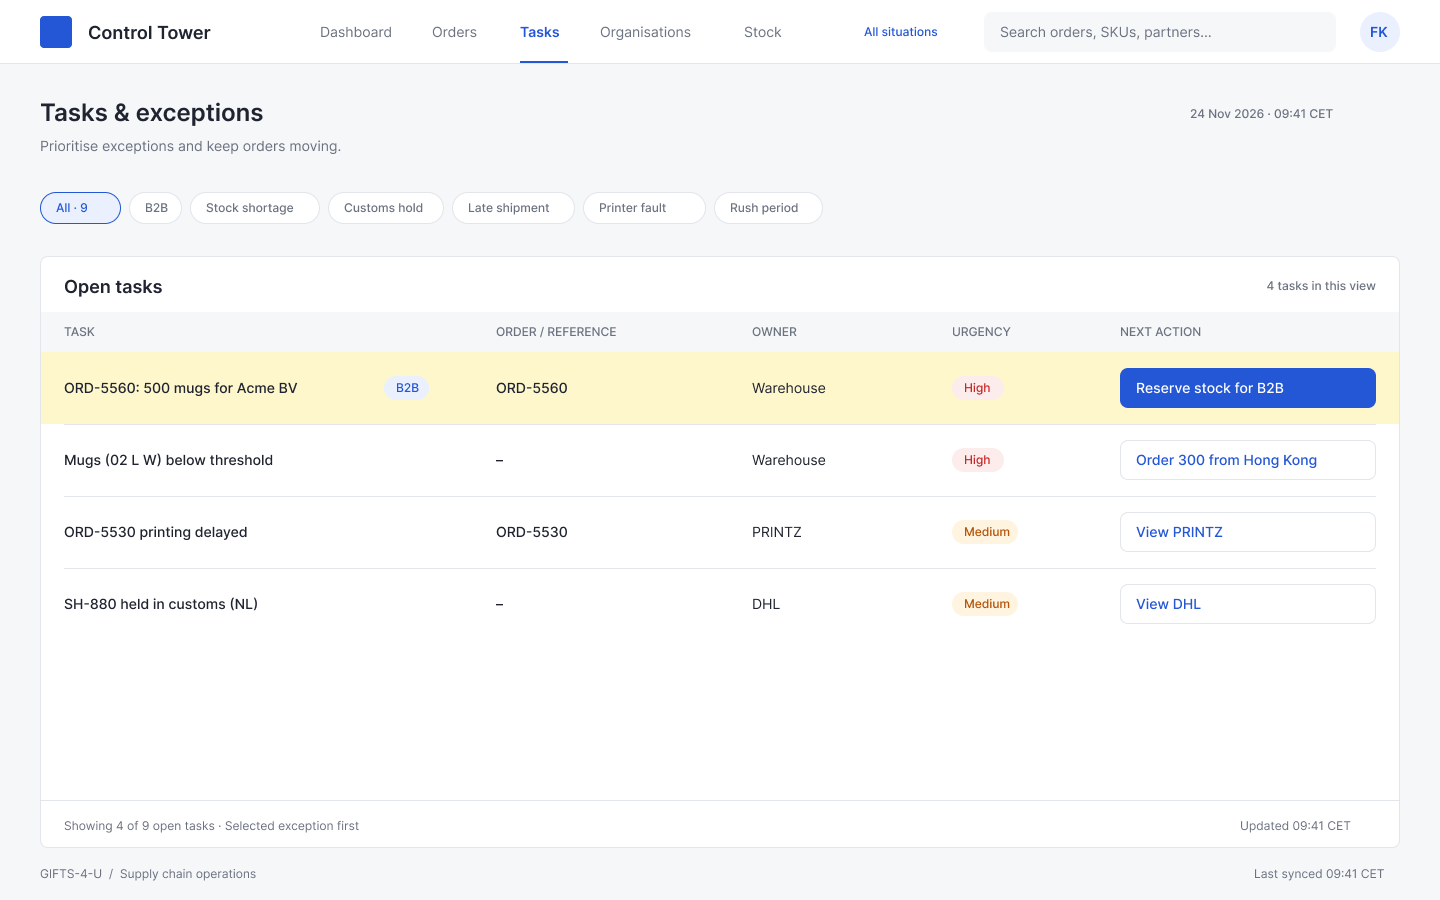 Control Tower
Dashboard
Orders
Tasks
Organisations
Stock
All situations
Search orders, SKUs, partners...
FK
Tasks & exceptions
24 Nov 2026 · 09:41 CET
Prioritise exceptions and keep orders moving.
All · 9
B2B
Stock shortage
Customs hold
Late shipment
Printer fault
Rush period
Open tasks
4 tasks in this view
TASK
ORDER / REFERENCE
OWNER
URGENCY
NEXT ACTION
ORD-5560: 500 mugs for Acme BV
B2B
ORD-5560
Warehouse
High
Reserve stock for B2B
Mugs (02 L W) below threshold
–
Warehouse
High
Order 300 from Hong Kong
ORD-5530 printing delayed
ORD-5530
PRINTZ
Medium
View PRINTZ
SH-880 held in customs (NL)
–
DHL
Medium
View DHL
Showing 4 of 9 open tasks · Selected exception first
Updated 09:41 CET
GIFTS-4-U / Supply chain operations
Last synced 09:41 CET